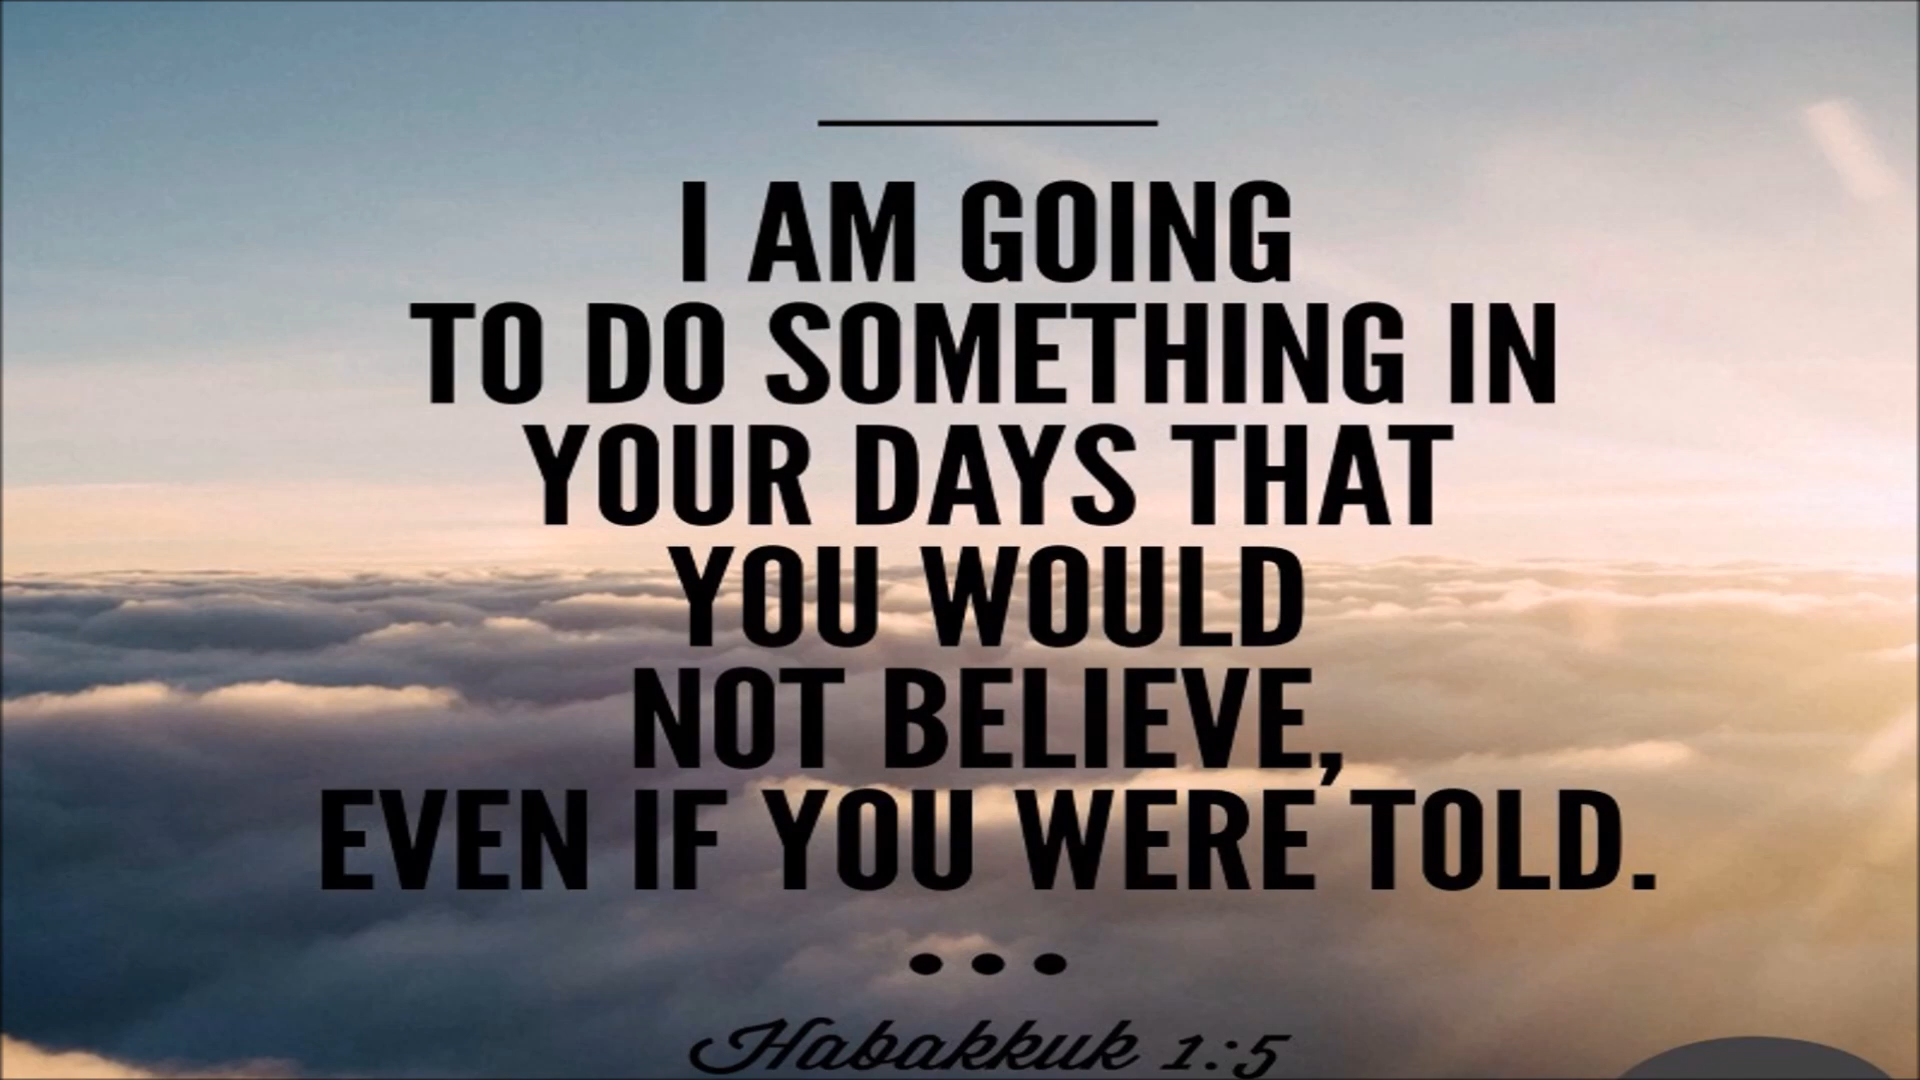 I AM GOING
TO DO SOMETHING IN
YOUR DAYS THAT
YOU WOULD
NOT BELIEVE,
EVEN IF YOU WERE TOLD.
Habakkuk 1:5